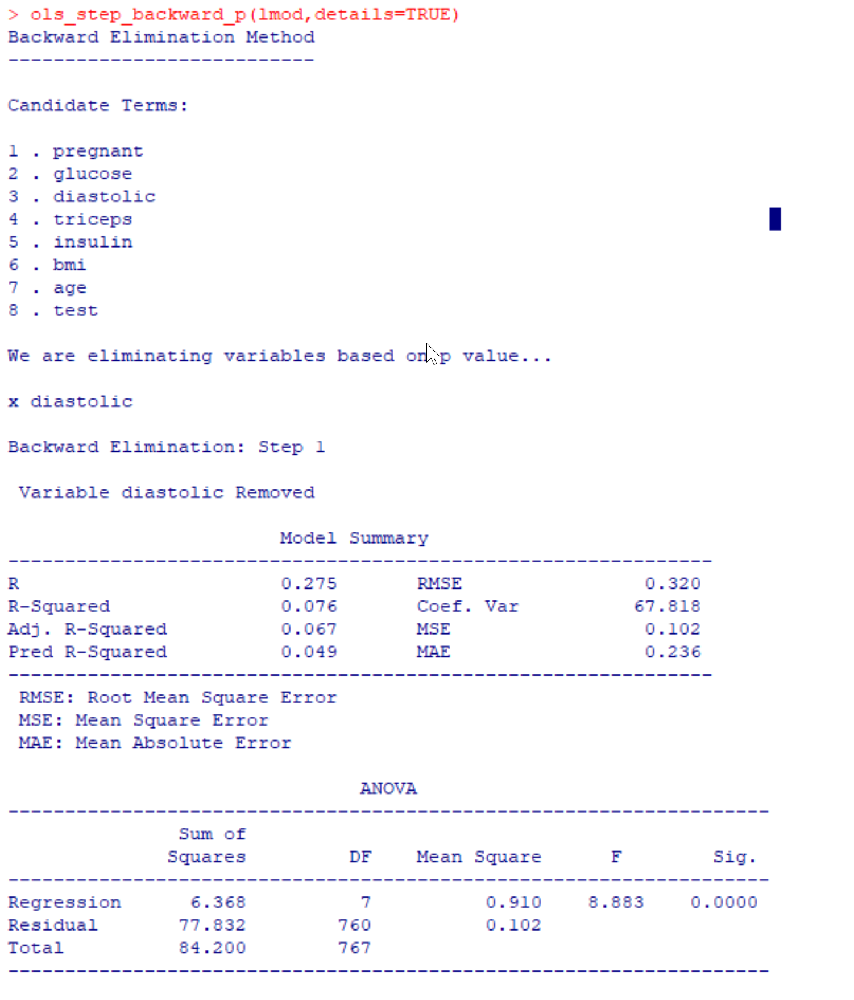 > ols_step_backward_p(lmod,details=TRUE)
Backward Elimination Method
---------------------------
Candidate Terms:
1 . pregnant
2 . glucose
3 . diastolic
4 . triceps
5 . insulin
6 . bmi
7 . age
8 . test
We are eliminating variables based on p value...
x diastolic
Backward Elimination: Step 1
Variable diastolic Removed
Model Summary
--------------------------------------------------------------
R 0.275 RMSE 0.320
R-Squared 0.076 Coef. Var 67.818
Adj. R-Squared 0.067 MSE 0.102
Pred R-Squared 0.049 MAE 0.236
--------------------------------------------------------------
RMSE: Root Mean Square Error
MSE: Mean Square Error
MAE: Mean Absolute Error
ANOVA
-------------------------------------------------------------------
Sum of
Squares DF Mean Square F Sig.
-------------------------------------------------------------------
Regression 6.368 7 0.910 8.883 0.0000
Residual 77.832 760 0.102
Total 84.200 767
-------------------------------------------------------------------